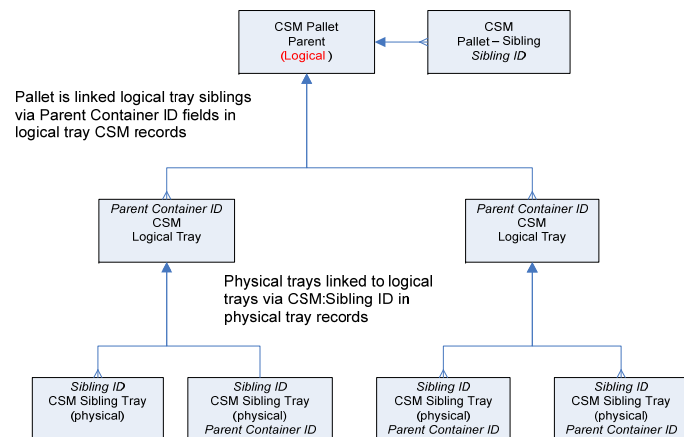 CSM Pallet
Parent
(Logical )
CSM
Pallet – Sibling
Sibling ID
Pallet is linked logical tray siblings
via Parent Container ID fields in
logical tray CSM records
Parent Container ID
CSM
Logical Tray
Parent Container ID
CSM
Logical Tray
Physical trays linked to logical
trays via CSM:Sibling ID in
physical tray records
Sibling ID
CSM Sibling Tray
(physical)
Sibling ID
CSM Sibling Tray
(physical)
Parent Container ID
Sibling ID
CSM Sibling Tray
(physical)
Parent Container ID
Sibling ID
CSM Sibling Tray
(physical)
Parent Container ID